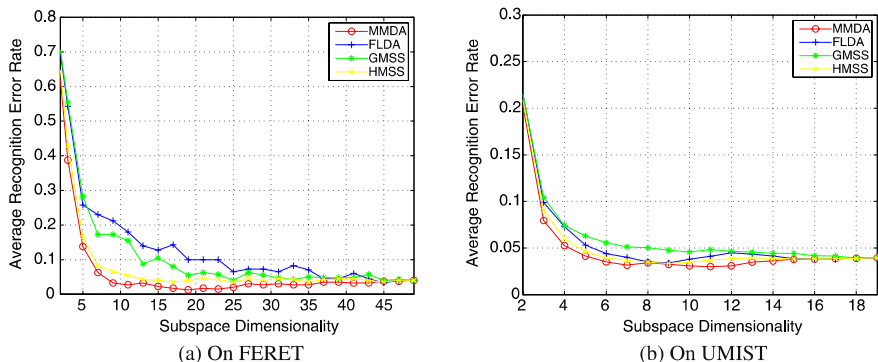 MMDA
FLDA
GMSS
HMSS
Average Recognition Error Rate
0.8
0.7
0.6
0.5
0.4
0.3
0.2
0.1
0
5 10 15 20 25 30 35 40 45
Subspace Dimensionality
(a) On FERET
MMDA
FLDA
GMSS
HMSS
Average Recognition Error Rate
0.3
0.25
0.2
0.15
0.1
0.05
0
2 4 6 8 10 12 14 16 18
Subspace Dimensionality
(b) On UMIST